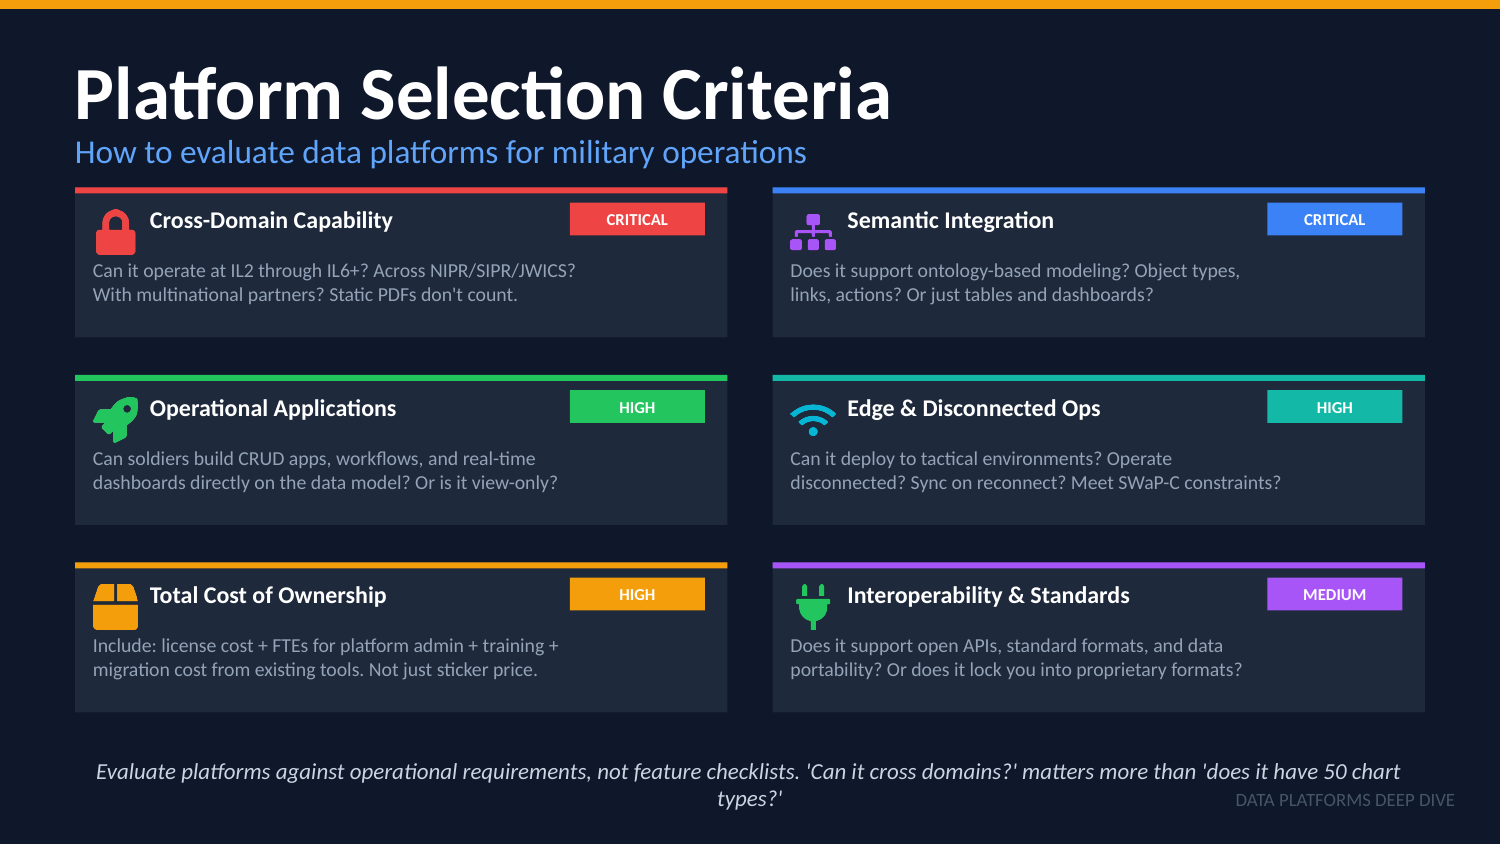 Platform Selection Criteria
How to evaluate data platforms for military operations
Cross-Domain Capability
CRITICAL
Can it operate at IL2 through IL6+? Across NIPR/SIPR/JWICS?
With multinational partners? Static PDFs don't count.
Semantic Integration
CRITICAL
Does it support ontology-based modeling? Object types,
links, actions? Or just tables and dashboards?
Operational Applications
HIGH
Can soldiers build CRUD apps, workflows, and real-time
dashboards directly on the data model? Or is it view-only?
Edge & Disconnected Ops
HIGH
Can it deploy to tactical environments? Operate
disconnected? Sync on reconnect? Meet SWaP-C constraints?
Total Cost of Ownership
HIGH
Include: license cost + FTEs for platform admin + training +
migration cost from existing tools. Not just sticker price.
Interoperability & Standards
MEDIUM
Does it support open APIs, standard formats, and data
portability? Or does it lock you into proprietary formats?
Evaluate platforms against operational requirements, not feature checklists. 'Can it cross domains?' matters more than 'does it have 50 chart
types?'
DATA PLATFORMS DEEP DIVE